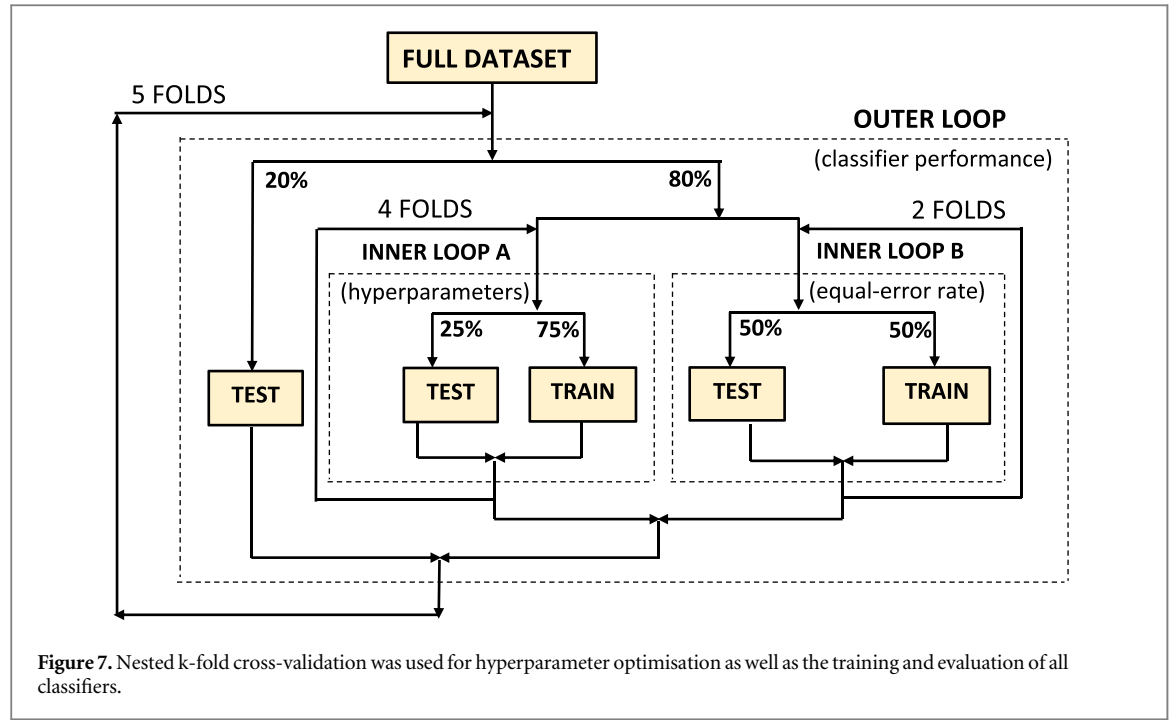 FULL DATASET
5 FOLDS
OUTER LOOP
(classifier performance)
20%
80%
4 FOLDS
2 FOLDS
INNER LOOP A
INNER LOOP B
(hyperparameters)
(equal-error rate)
25%
75%
50%
50%
TEST
TEST
TRAIN
TEST
TRAIN
Figure 7. Nested k-fold cross-validation was used for hyperparameter optimisation as well as the training and evaluation of all
classifiers.